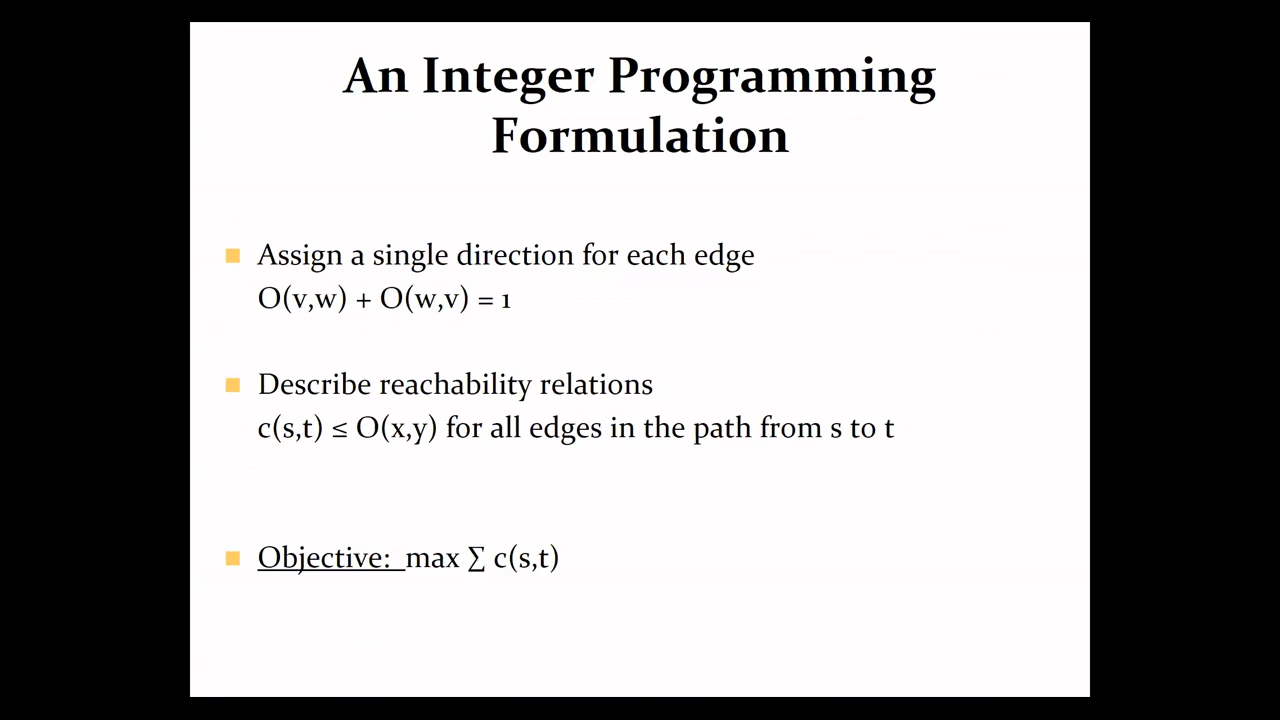 An Integer Programming
Formulation
Assign a single direction for each edge
O(v,w) + O(w,v) = 1
Describe reachability relations
c(s,t) ≤ O(x,y) for all edges in the path from s to t
Objective: max ∑ c(s,t)